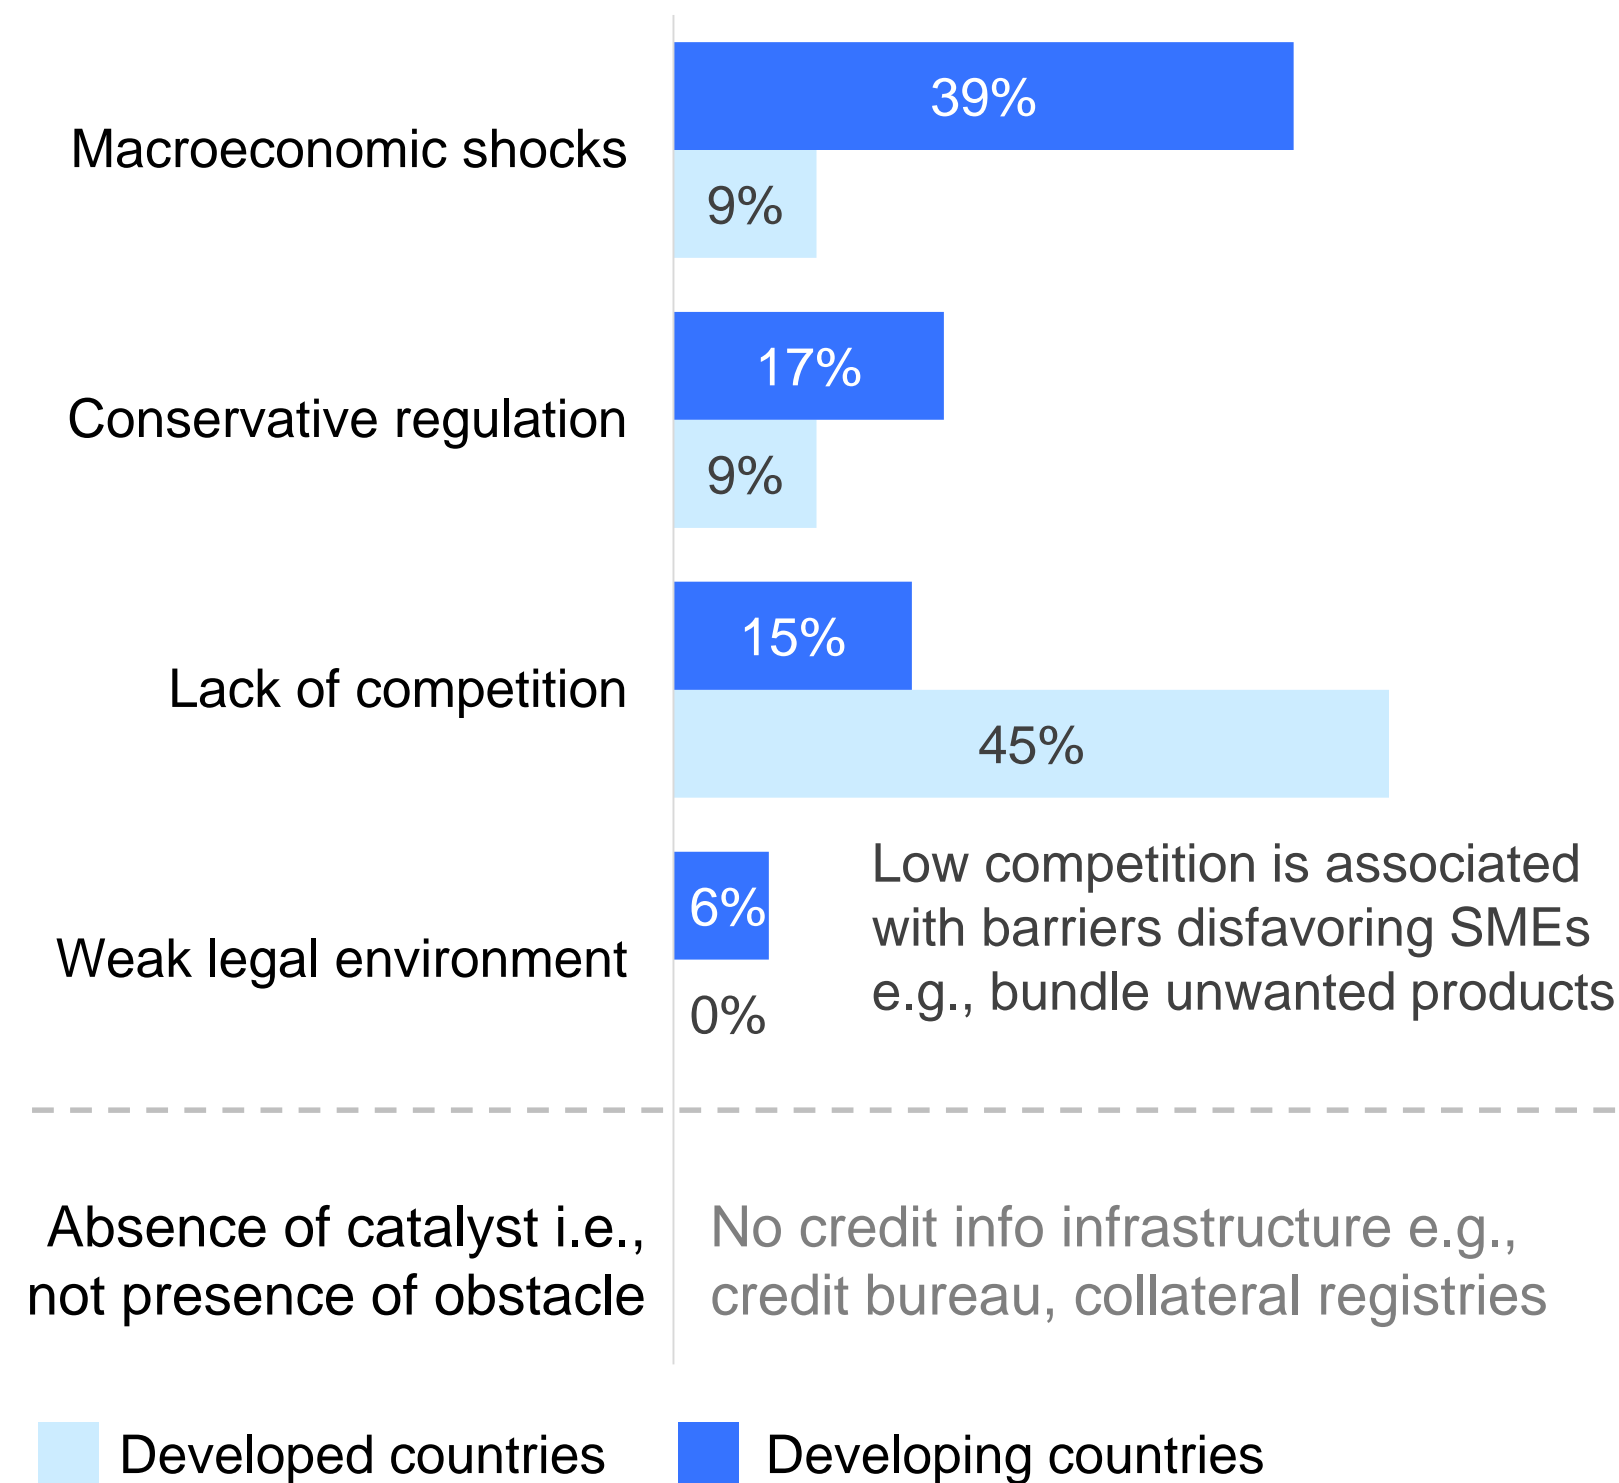 39%
Macroeconomic shocks
9%
17%
Conservative regulation
9%
15%
Lack of competition
45%
6%
Weak legal environment
0%
Low competition is associated
with barriers disfavoring SMEs
e.g., bundle unwanted products
Absence of catalyst i.e.,
not presence of obstacle
No credit info infrastructure e.g.,
credit bureau, collateral registries
Developed countries
Developing countries